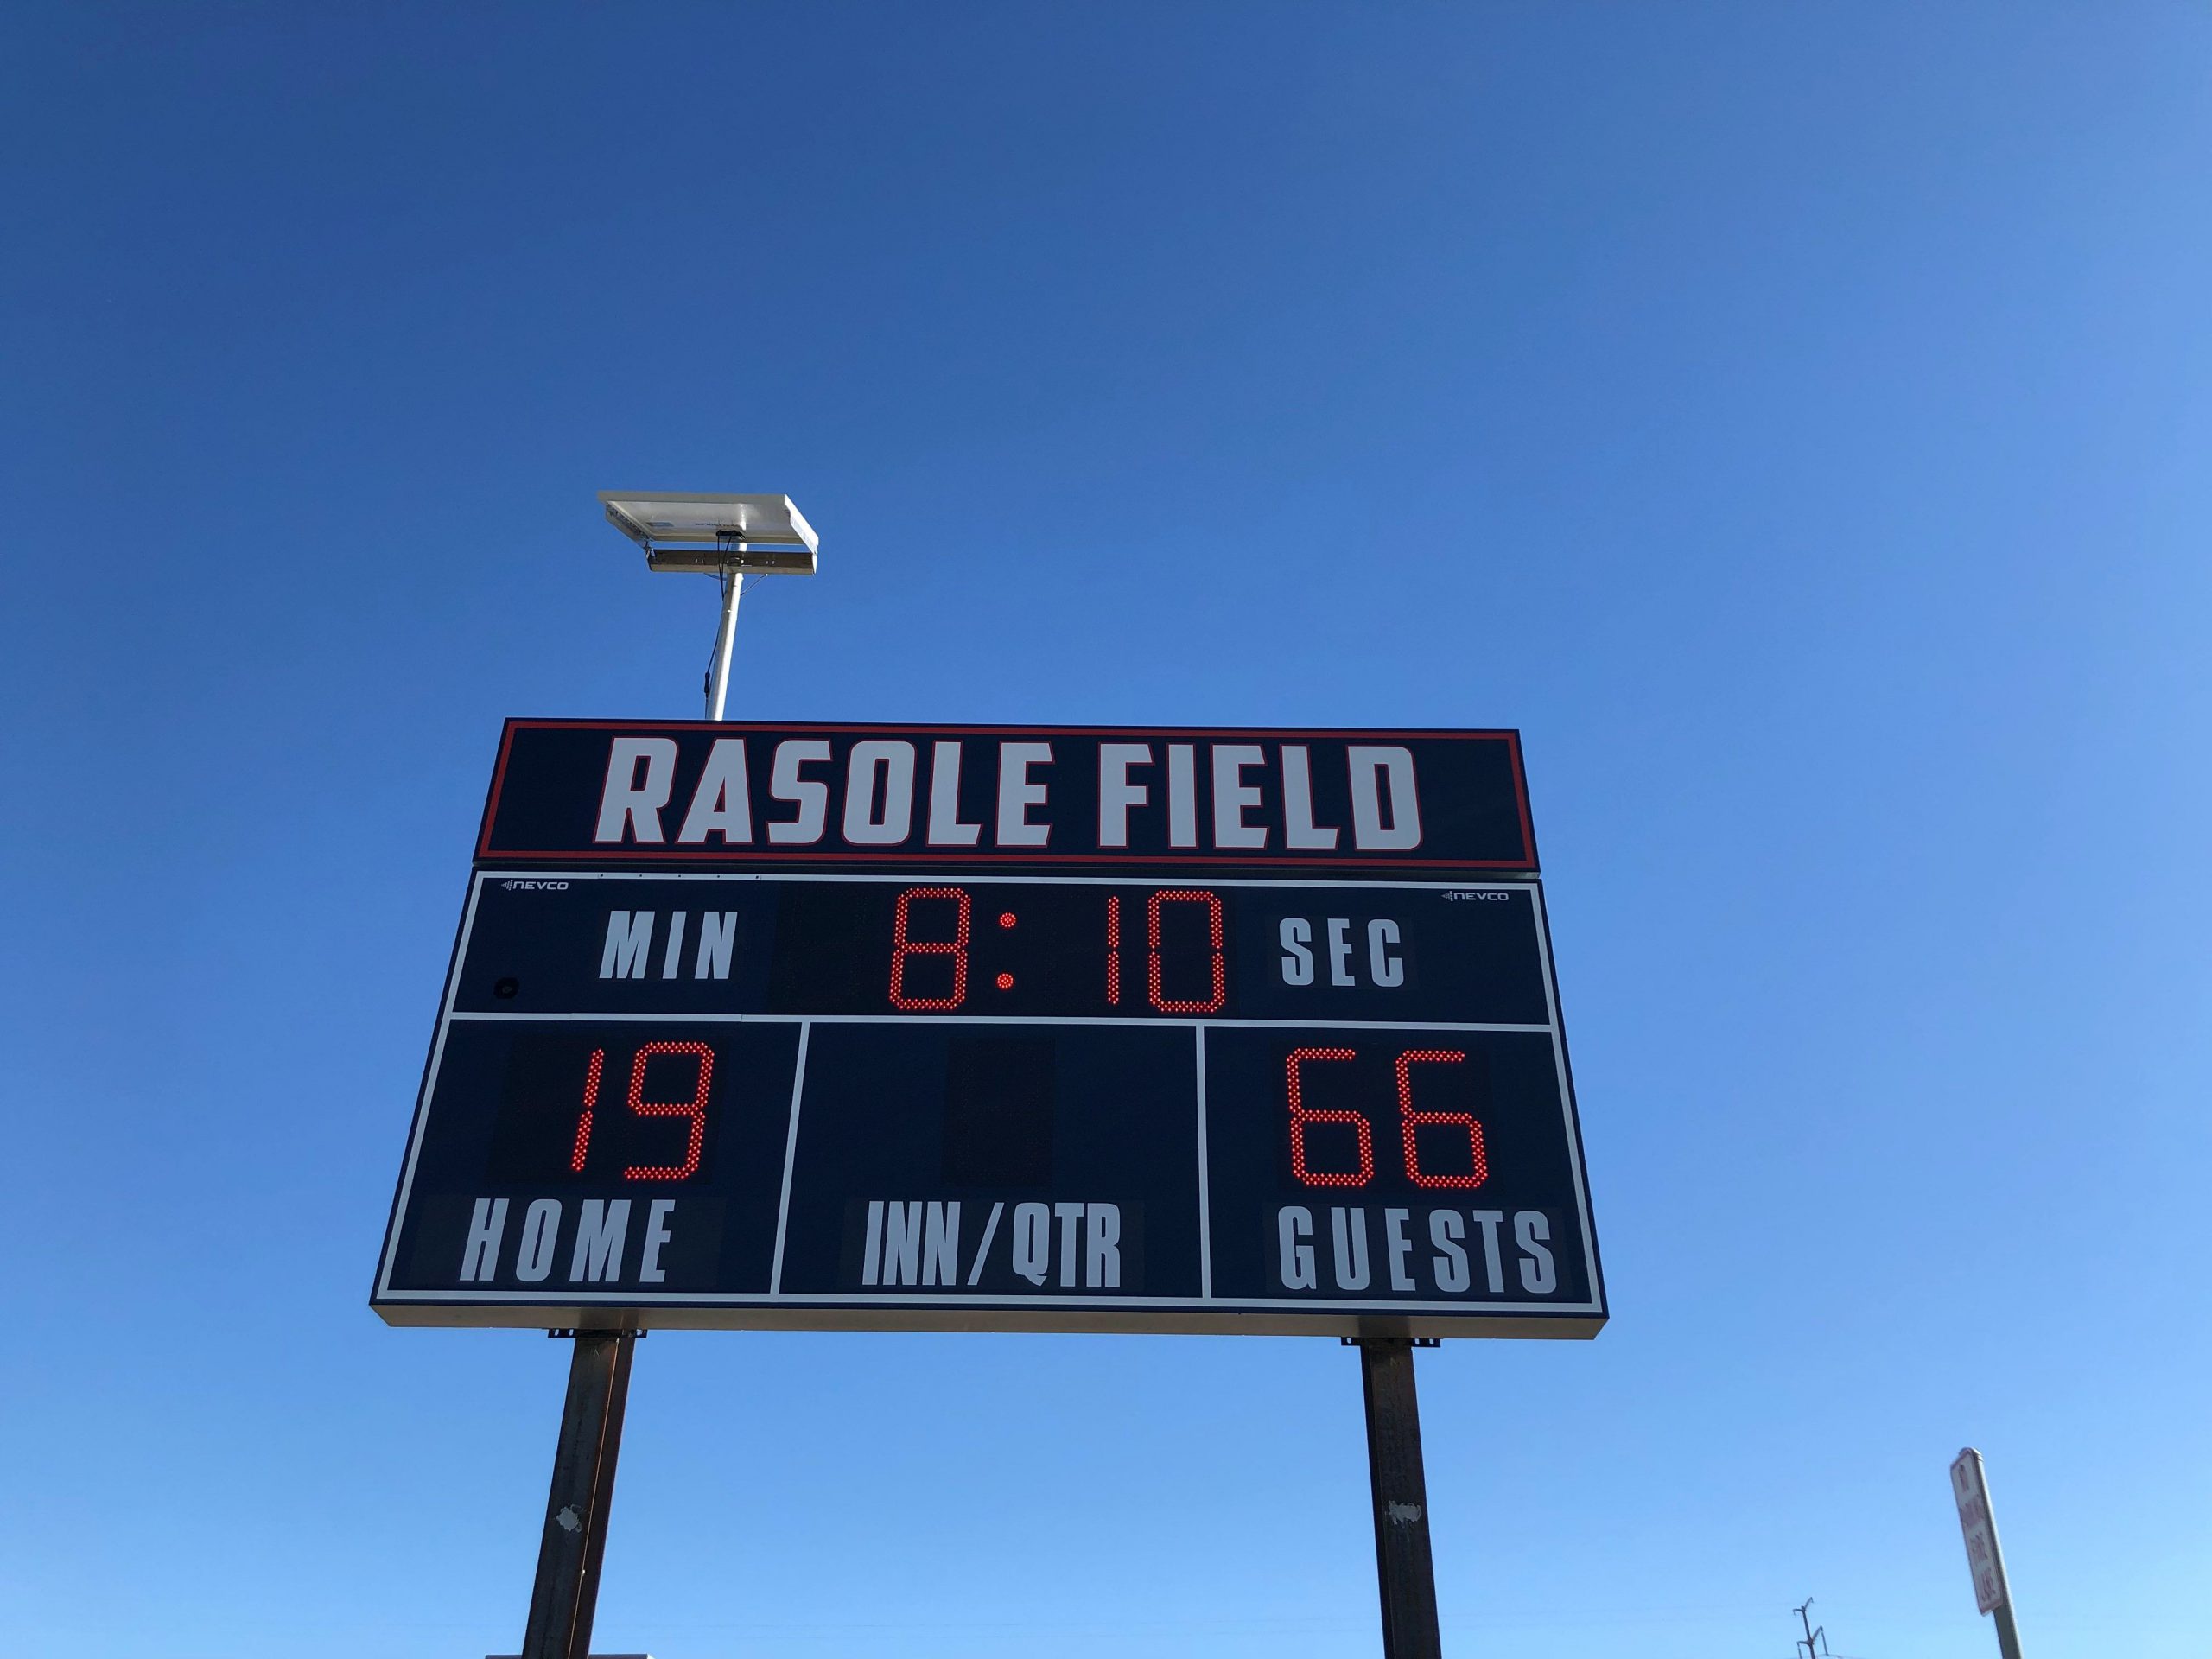 RASOLE FIELD
NEVCO
NEVCO
MIN 8:10 SEC
19 66
HOME INN/QTR GUESTS